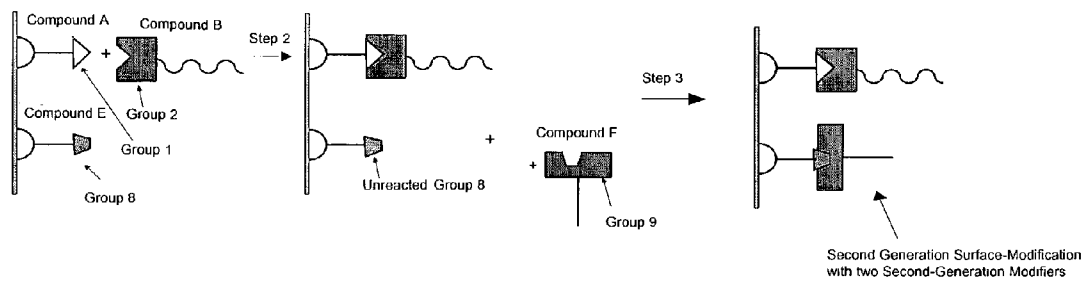 Compound A
+
Compound B
Group 2
Compound E
Group 1
Group 8
Step 2
Unreacted Group 8
+
+
Compound F
Group 9
Step 3
Second Generation Surface-Modification
with two Second-Generation Modifiers